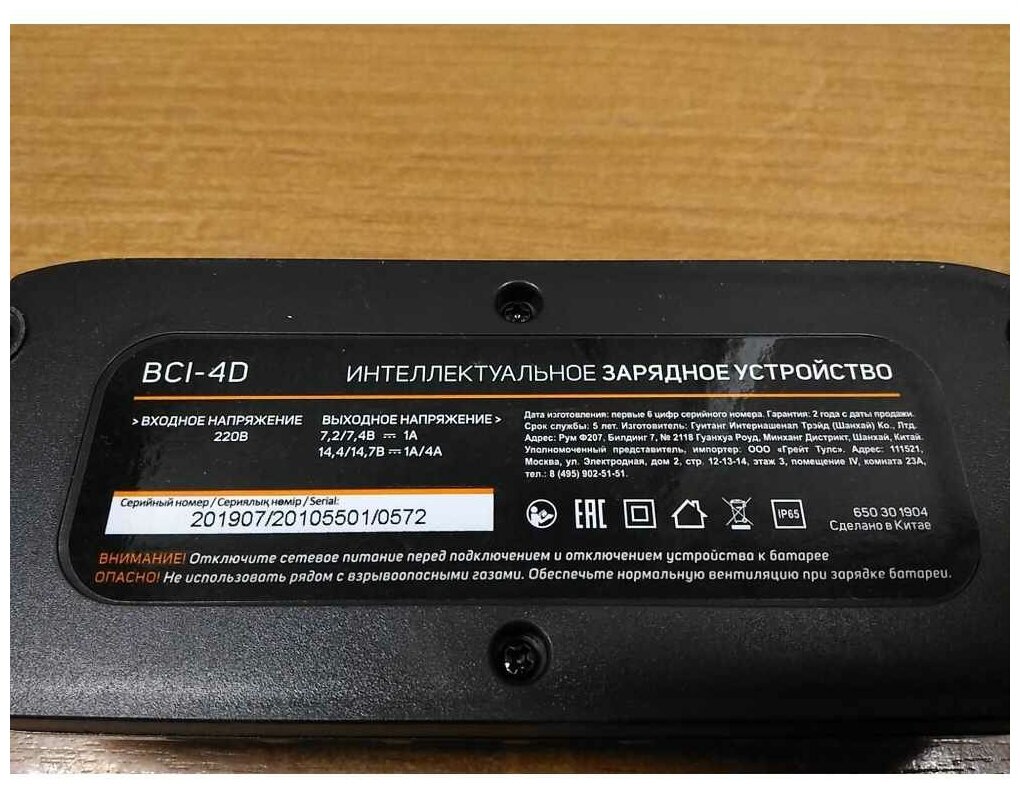 BCI-4D
ИНТЕЛЛЕКТУАЛЬНОЕ ЗАРЯДНОЕ УСТРОЙСТВО
>ВХОДНОЕ НАПРЯЖЕНИЕ
220В
ВЫХОДНОЕ НАПРЯЖЕНИЕ >
7,2/7,4В ⎓ 1А
14,4/14,7В ⎓ 1А/4А
Дата изготовления: первые 6 цифр серийного номера. Гарантия: 2 года с даты продажи.
Срок службы: 5 лет. Изготовитель: Гуитанг Интернашенал Трэйд (Шанхай) Ко., Лтд.
Адрес: Рум Ф207, Билдинг 7, № 2118 Гуанхуа Роуд, Минханг Дистрикт, Шанхай, Китай.
Уполномоченный представитель, импортер: ООО «Грейт Тулс». Адрес: 111521,
Москва, ул. Электродная, дом 2, стр. 12-13-14, этаж 3, помещение IV, комната 23А,
тел.: 8 (495) 902-51-51.
Серийный номер / Сериялық нөмір / Serial:
201907/20105501/0572
EAC
IP65
650 30 1904
Сделано в Китае
ВНИМАНИЕ! Отключите сетевое питание перед подключением и отключением устройства к батарее
ОПАСНО! Не использовать рядом с взрывоопасными газами. Обеспечьте нормальную вентиляцию при зарядке батареи.